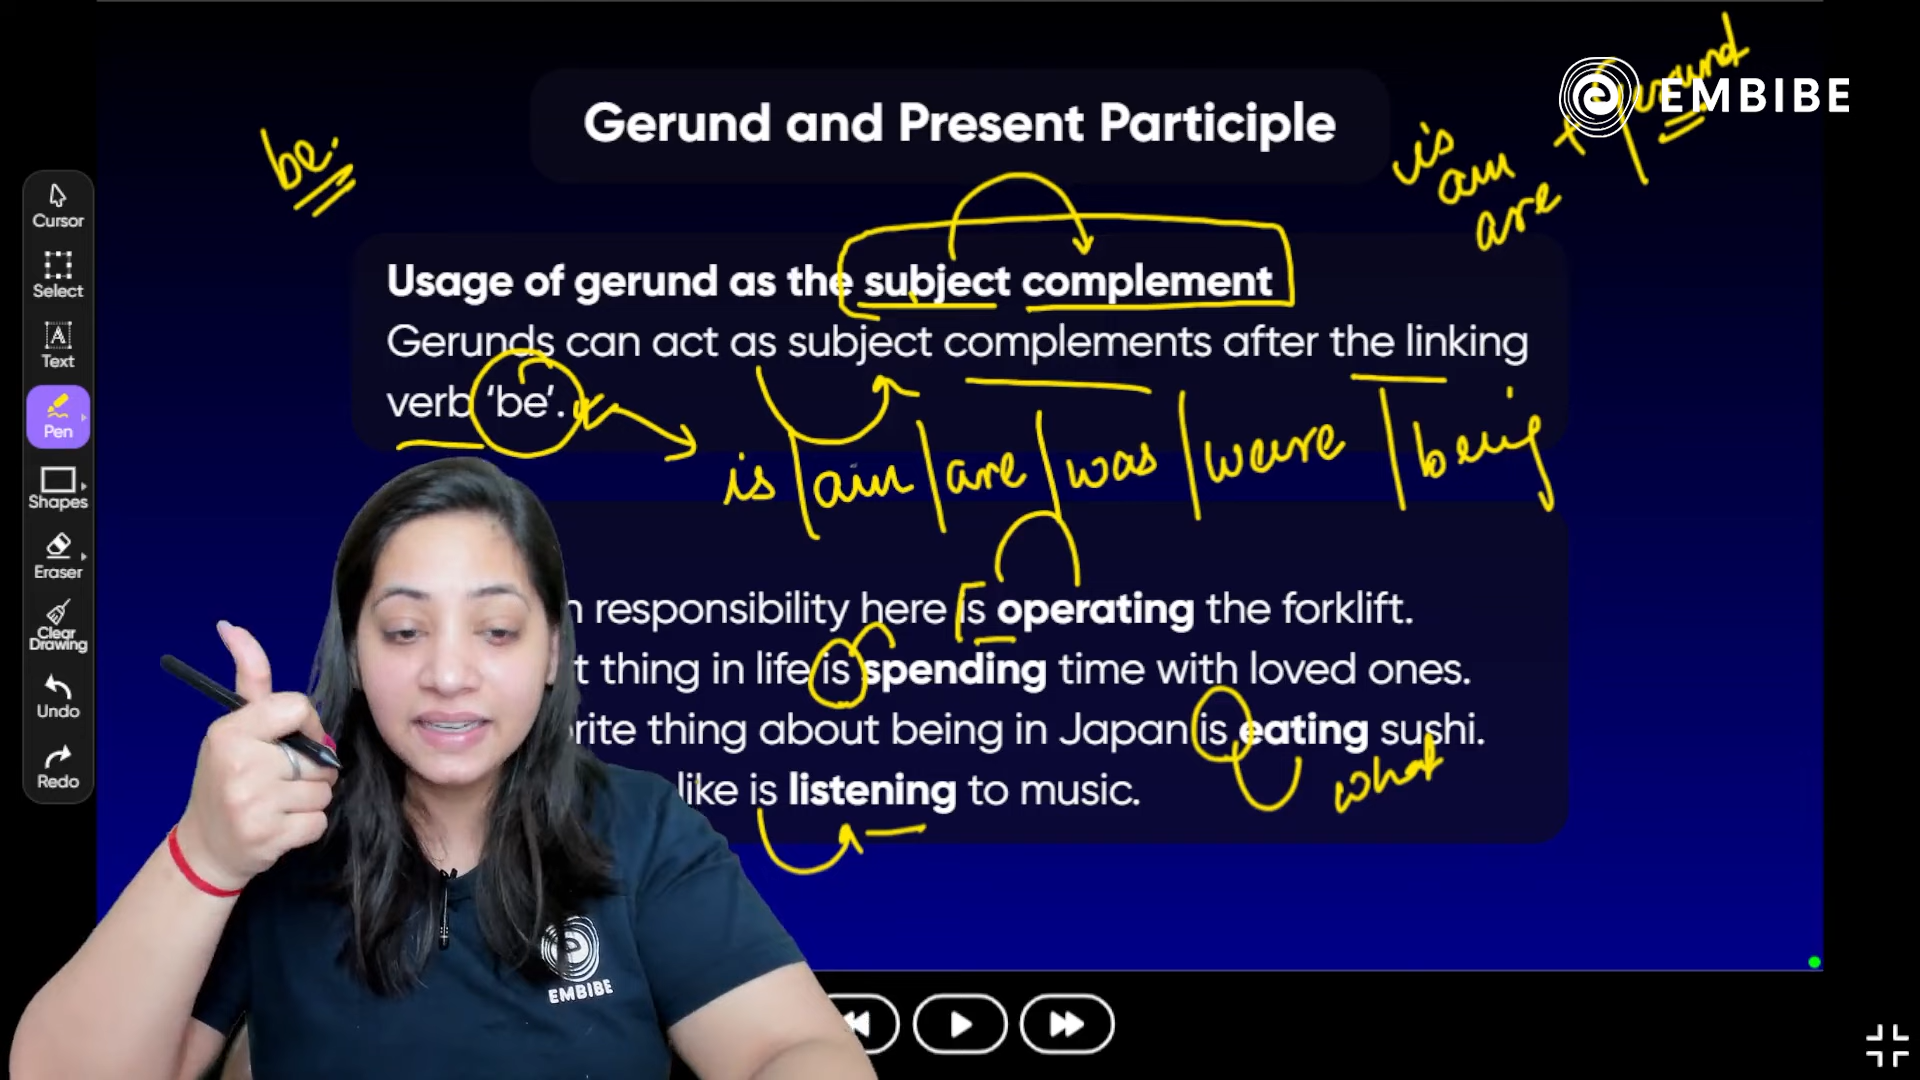 EMBIBE
Gerund and Present Participle
be.
is
am
are + gerund
Cursor
Select
Text
Pen
Shapes
Eraser
Clear
Drawing
Undo
Redo
Usage of gerund as the subject complement
Gerunds can act as subject complements after the linking
verb 'be'.
is | am | are | was | were | being
responsibility here is operating the forklift.
thing in life is spending time with loved ones.
thing about being in Japan is eating sushi.
what
like is listening to music.
EMBIBE